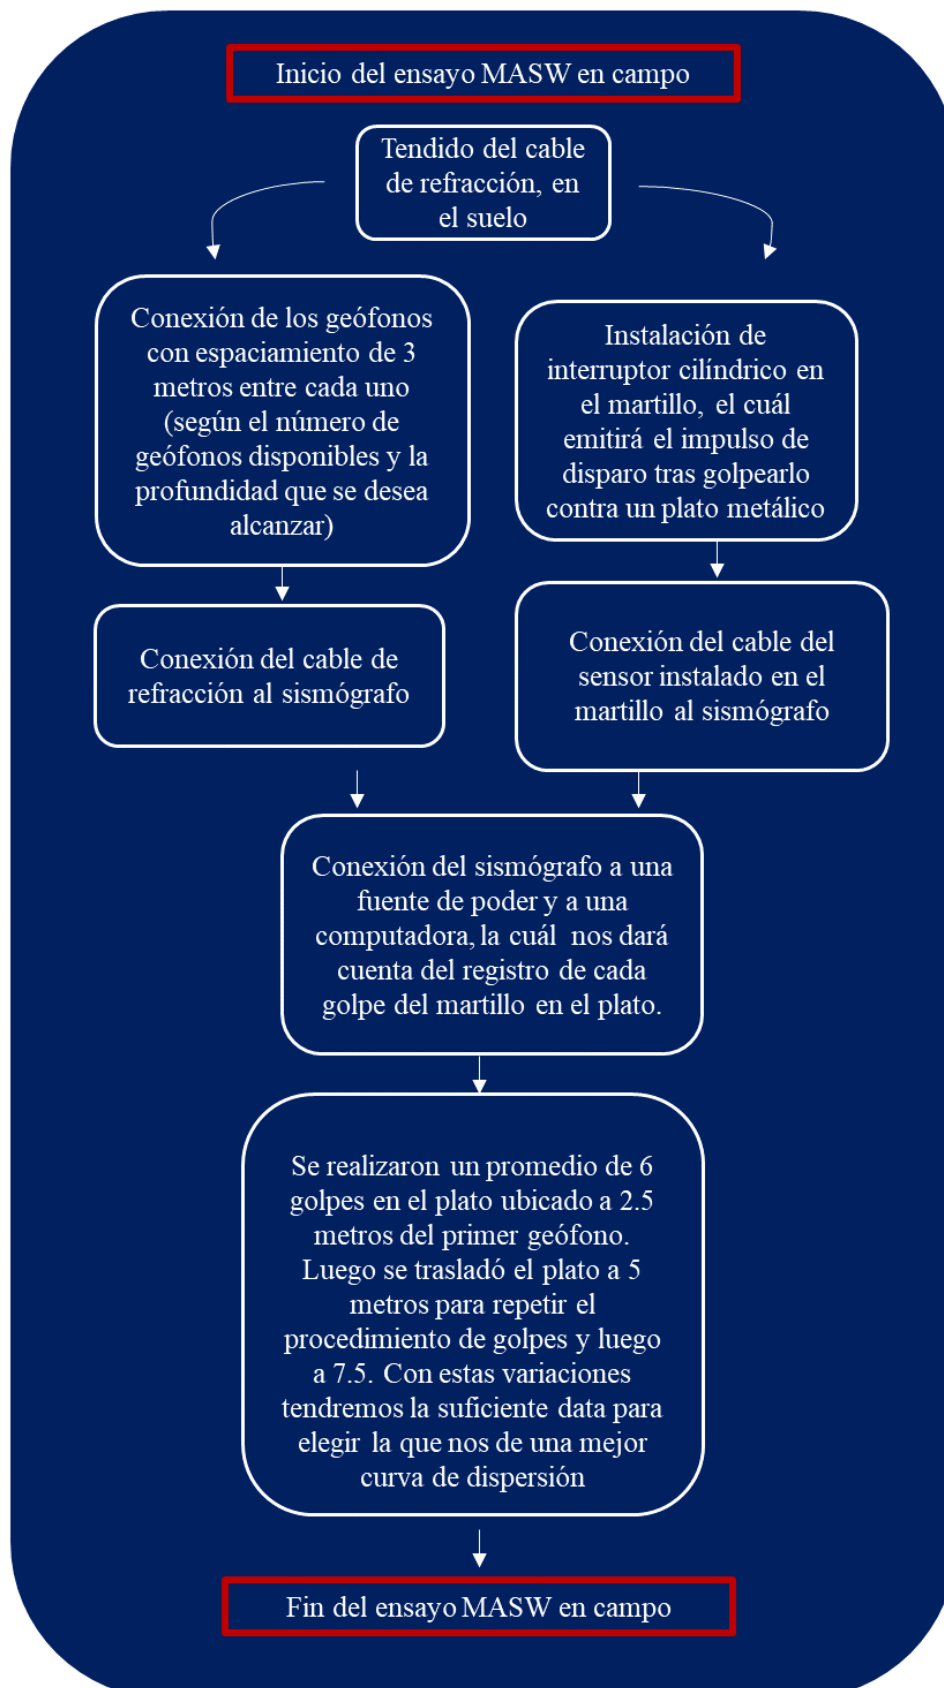 Inicio del ensayo MASW en campo
Tendido del cable
de refracción, en
el suelo
Conexión de los geófonos
con espaciamiento de 3
metros entre cada uno
(según el número de
geófonos disponibles y la
profundidad que se desea
alcanzar)
Instalación de
interruptor cilíndrico en
el martillo, el cuál
emitirá el impulso de
disparo tras golpearlo
contra un plato metálico
Conexión del cable de
refracción al sismógrafo
Conexión del cable del
sensor instalado en el
martillo al sismógrafo
Conexión del sismógrafo a una
fuente de poder y a una
computadora, la cuál nos dará
cuenta del registro de cada
golpe del martillo en el plato.
Se realizaron un promedio de 6
golpes en el plato ubicado a 2.5
metros del primer geófono.
Luego se trasladó el plato a 5
metros para repetir el
procedimiento de golpes y luego
a 7.5. Con estas variaciones
tendremos la suficiente data para
elegir la que nos de una mejor
curva de dispersión
Fin del ensayo MASW en campo